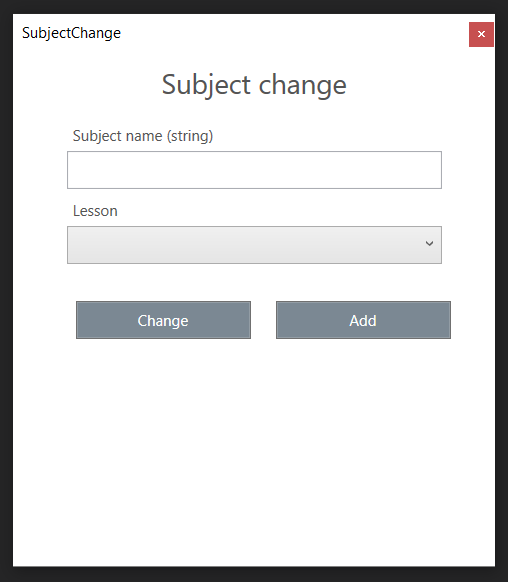 SubjectChange
Subject change
Subject name (string)
Lesson
Change
Add